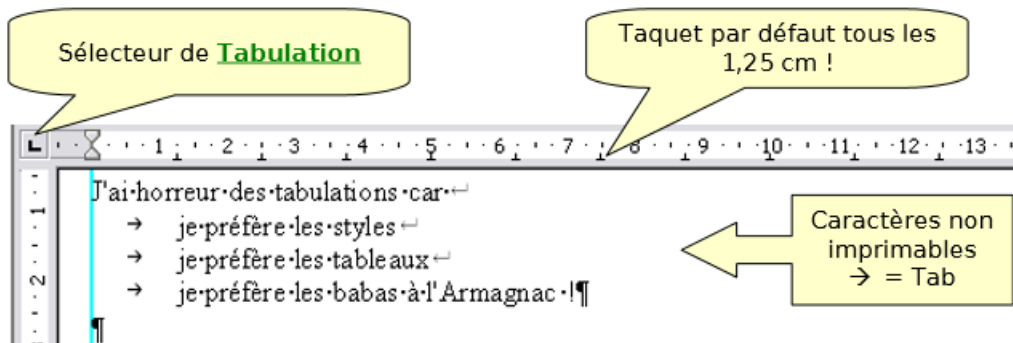 Sélecteur de Tabulation
Taquet par défaut tous les
1,25 cm !
1 2 3 4 5 6 7 8 9 10 11 12 13
J'ai·horreur·des·tabulations·car·↵
→ je·préfère·les·styles↵
→ je·préfère·les·tableaux↵
→ je·préfère·les·babas·à·l'Armagnac·!¶
¶
Caractères non
imprimables
→ = Tab
1
2